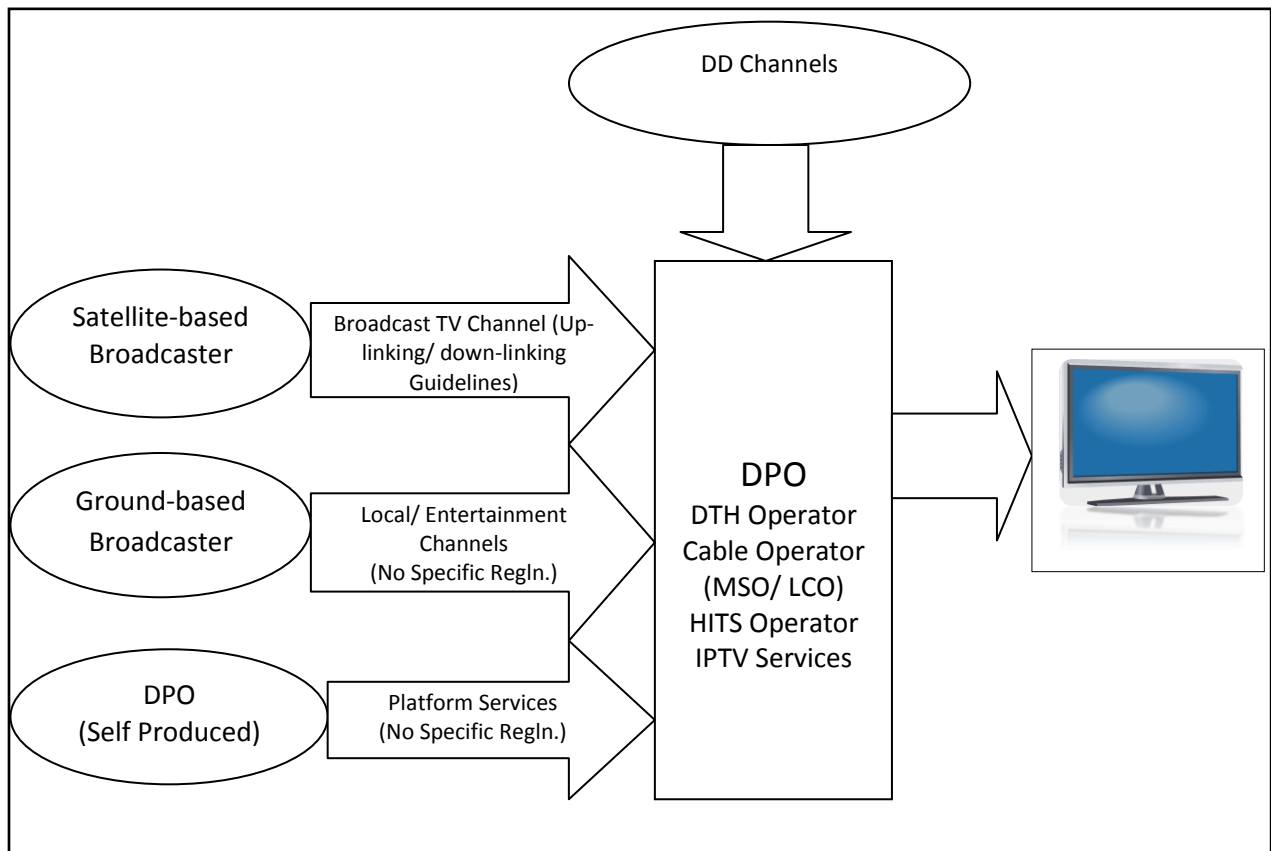 DD Channels
Satellite-based
Broadcaster
Broadcast TV Channel (Up-
linking/ down-linking
Guidelines)
Ground-based
Broadcaster
Local/ Entertainment
Channels
(No Specific Regln.)
DPO
(Self Produced)
Platform Services
(No Specific Regln.)
DPO
DTH Operator
Cable Operator
(MSO/ LCO)
HITS Operator
IPTV Services